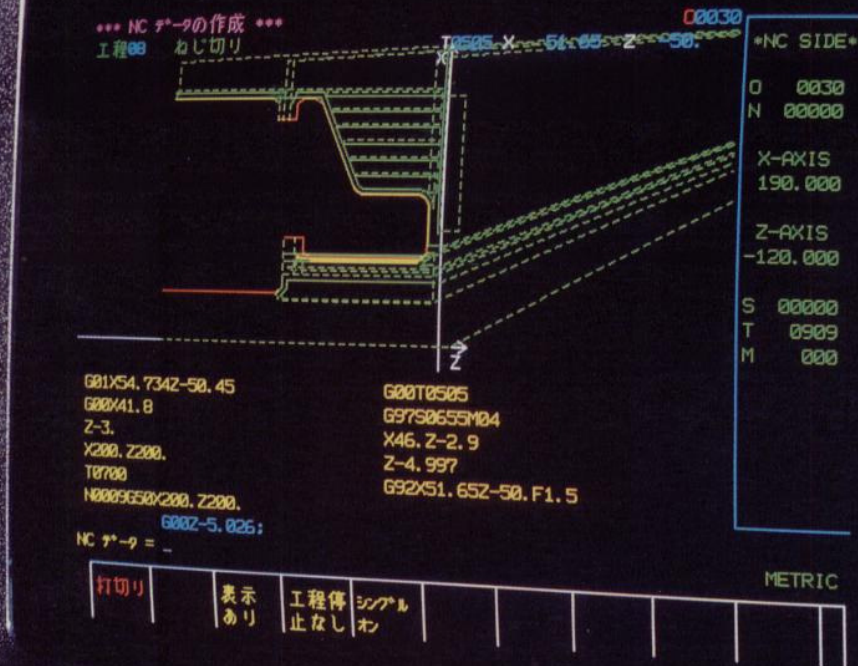 *** NC データの作成 ***
工程08 ねじ切り
O0030
T0505 X 51.65 Z -50.
X
*NC SIDE*
O 0030
N 00000
X-AXIS
190.000
Z-AXIS
-120.000
S 00000
T 0909
M 000
Z
G01X54.734Z-50.45
G00X41.8
Z-3.
X200.Z200.
T0700
N0009G50X200.Z200.
G00T0505
G97S0655M04
X46.Z-2.9
Z-4.997
G92X51.65Z-50.F1.5
G00Z-5.026;
NC データ = _
METRIC
打切り
表示
あり
工程停
止なし
シングル
オン